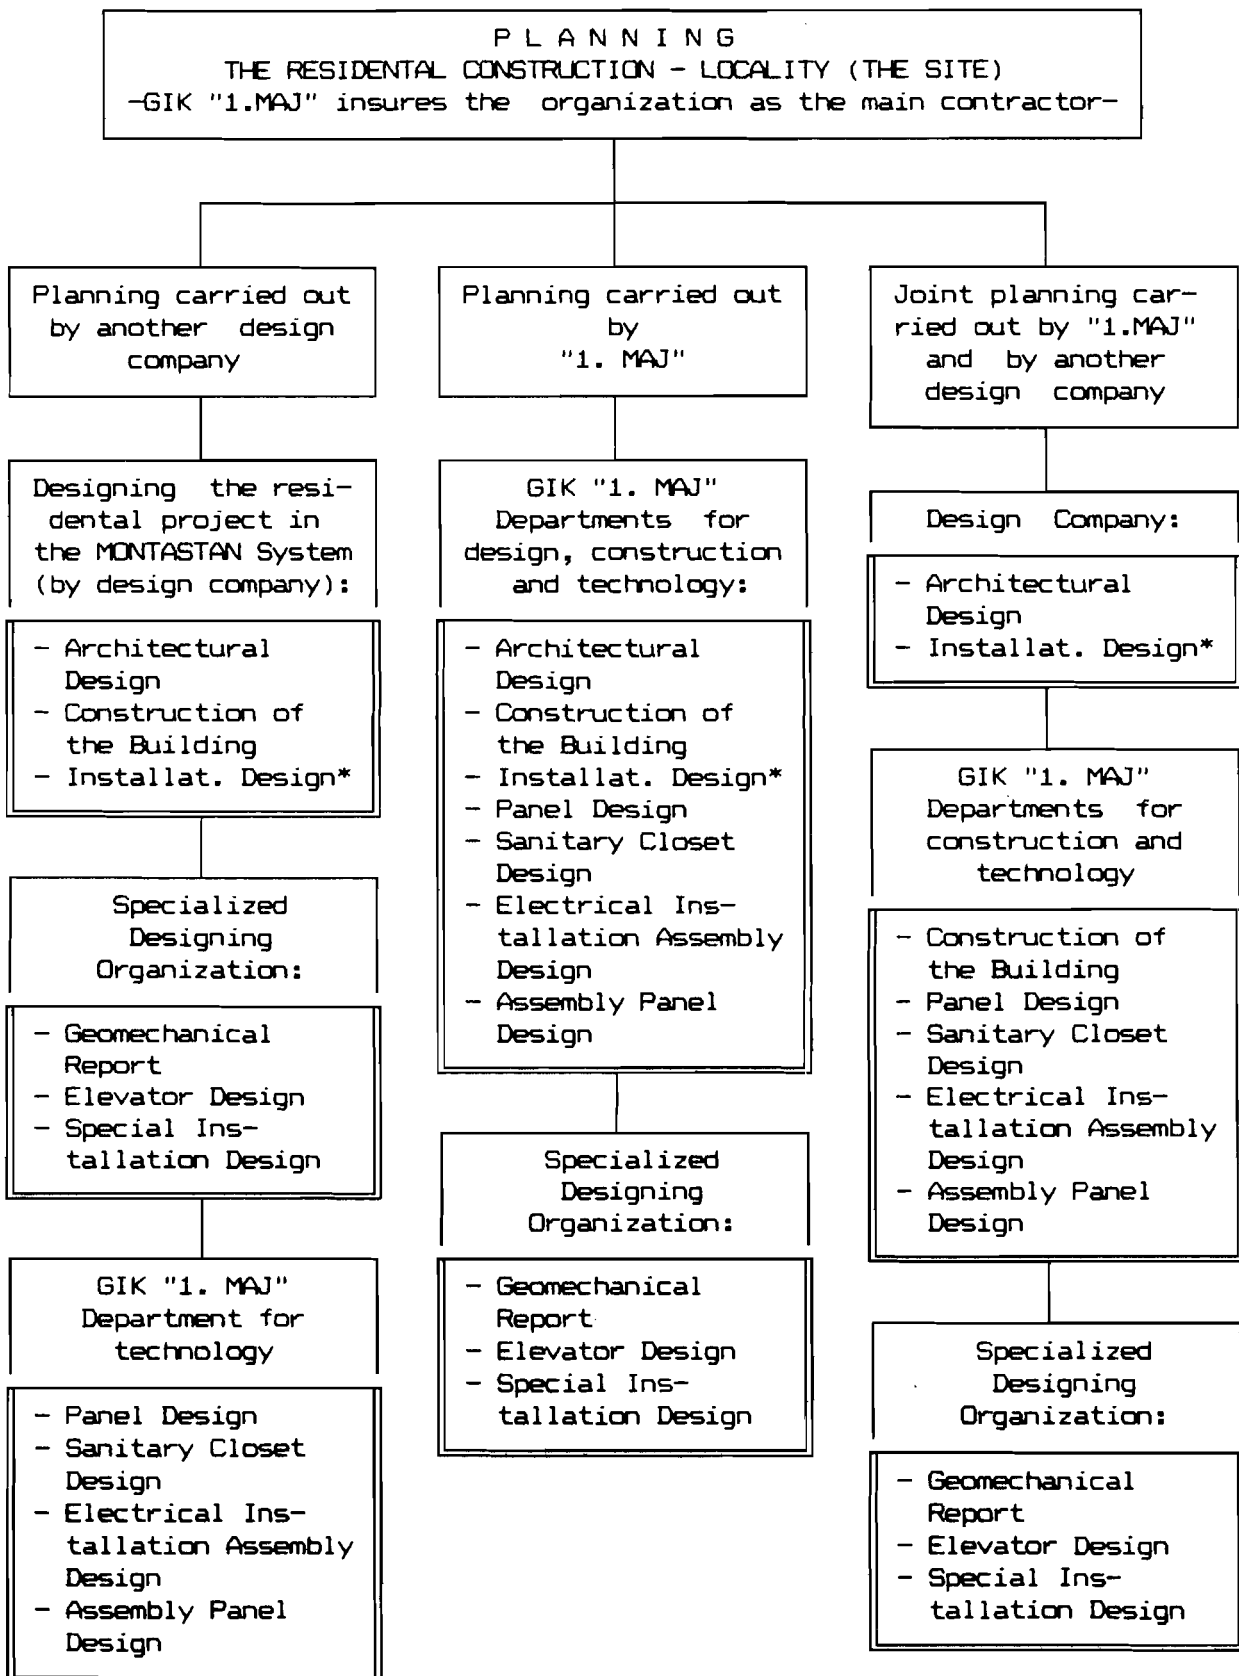 P L A N N I N G
THE RESIDENTAL CONSTRUCTION - LOCALITY (THE SITE)
-GIK "1.MAJ" insures the organization as the main contractor-
Planning carried out
by another design
company
Designing the resi-
dental project in
the MONTASTAN System
(by design company):
- Architectural
Design
- Construction of
the Building
- Installat. Design*
Specialized
Designing
Organization:
- Geomechanical
Report
- Elevator Design
- Special Ins-
tallation Design
GIK "1. MAJ"
Department for
technology
- Panel Design
- Sanitary Closet
Design
- Electrical Ins-
tallation Assembly
Design
- Assembly Panel
Design
Planning carried out
by
"1. MAJ"
GIK "1. MAJ"
Departments for
design, construction
and technology:
- Architectural
Design
- Construction of
the Building
- Installat. Design*
- Panel Design
- Sanitary Closet
Design
- Electrical Ins-
tallation Assembly
Design
- Assembly Panel
Design
Specialized
Designing
Organization:
- Geomechanical
Report
- Elevator Design
- Special Ins-
tallation Design
Joint planning car-
ried out by "1.MAJ"
and by another
design company
Design Company:
- Architectural
Design
- Installat. Design*
GIK "1. MAJ"
Departments for
construction and
technology
- Construction of
the Building
- Panel Design
- Sanitary Closet
Design
- Electrical Ins-
tallation Assembly
Design
- Assembly Panel
Design
Specialized
Designing
Organization:
- Geomechanical
Report
- Elevator Design
- Special Ins-
tallation Design